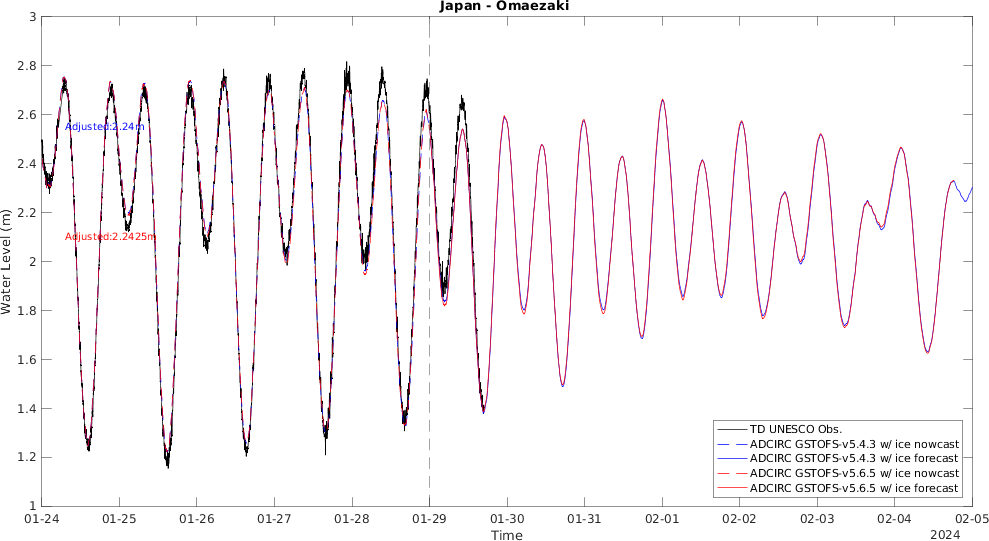 Japan - Omaezaki
3
2.8
2.6
2.4
2.2
2
1.8
1.6
1.4
1.2
1
Water Level (m)
Adjusted:2.24m
Adjusted:2.2425m
TD UNESCO Obs.
ADCIRC GSTOFS-v5.4.3 w/ ice nowcast
ADCIRC GSTOFS-v5.4.3 w/ ice forecast
ADCIRC GSTOFS-v5.6.5 w/ ice nowcast
ADCIRC GSTOFS-v5.6.5 w/ ice forecast
01-24 01-25 01-26 01-27 01-28 01-29 01-30 01-31 02-01 02-02 02-03 02-04 02-05
Time
2024